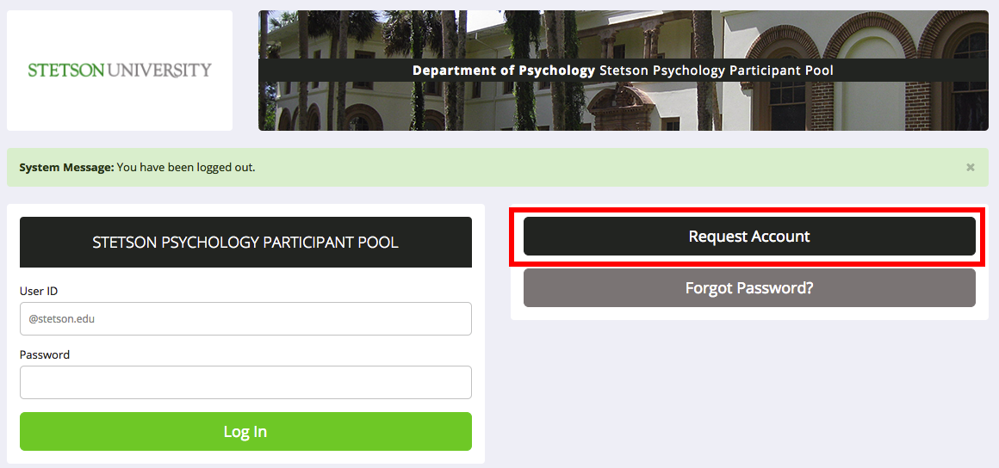 STETSON UNIVERSITY
Department of Psychology Stetson Psychology Participant Pool
System Message: You have been logged out.
×
STETSON PSYCHOLOGY PARTICIPANT POOL
User ID
@stetson.edu
Password
Log In
Request Account
Forgot Password?